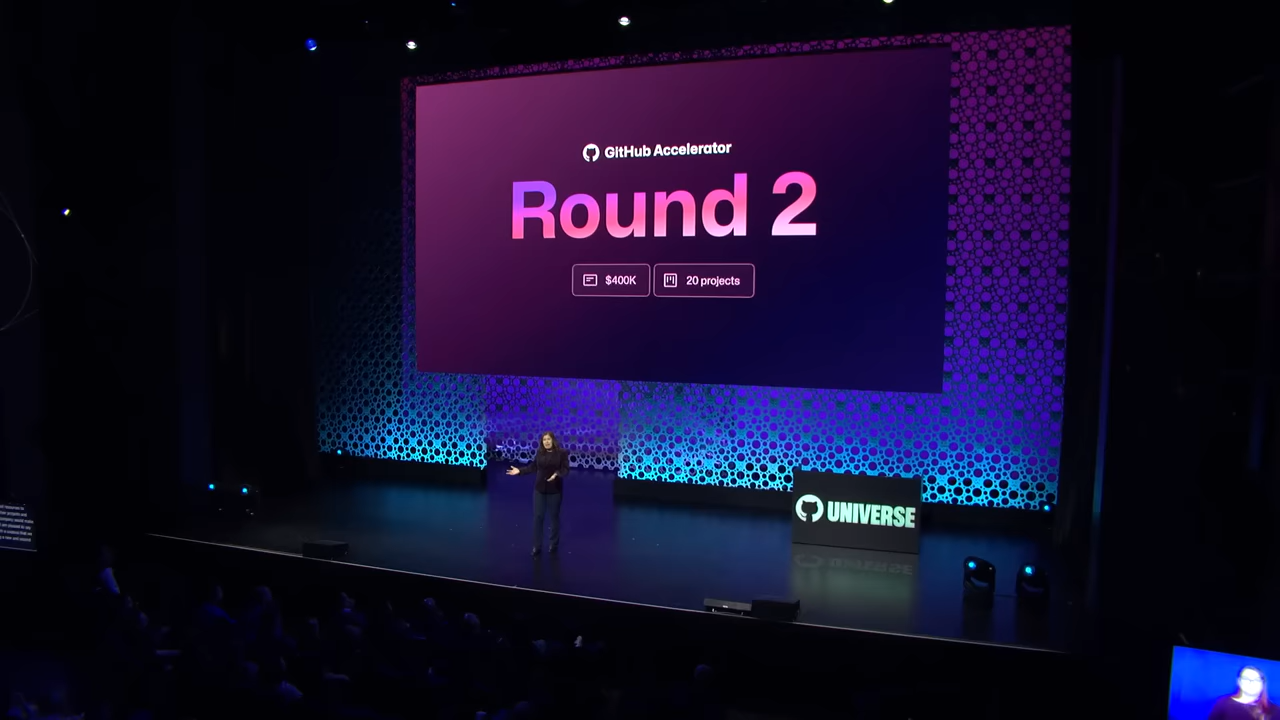 GitHub Accelerator
Round 2
$400K
20 projects
UNIVERSE